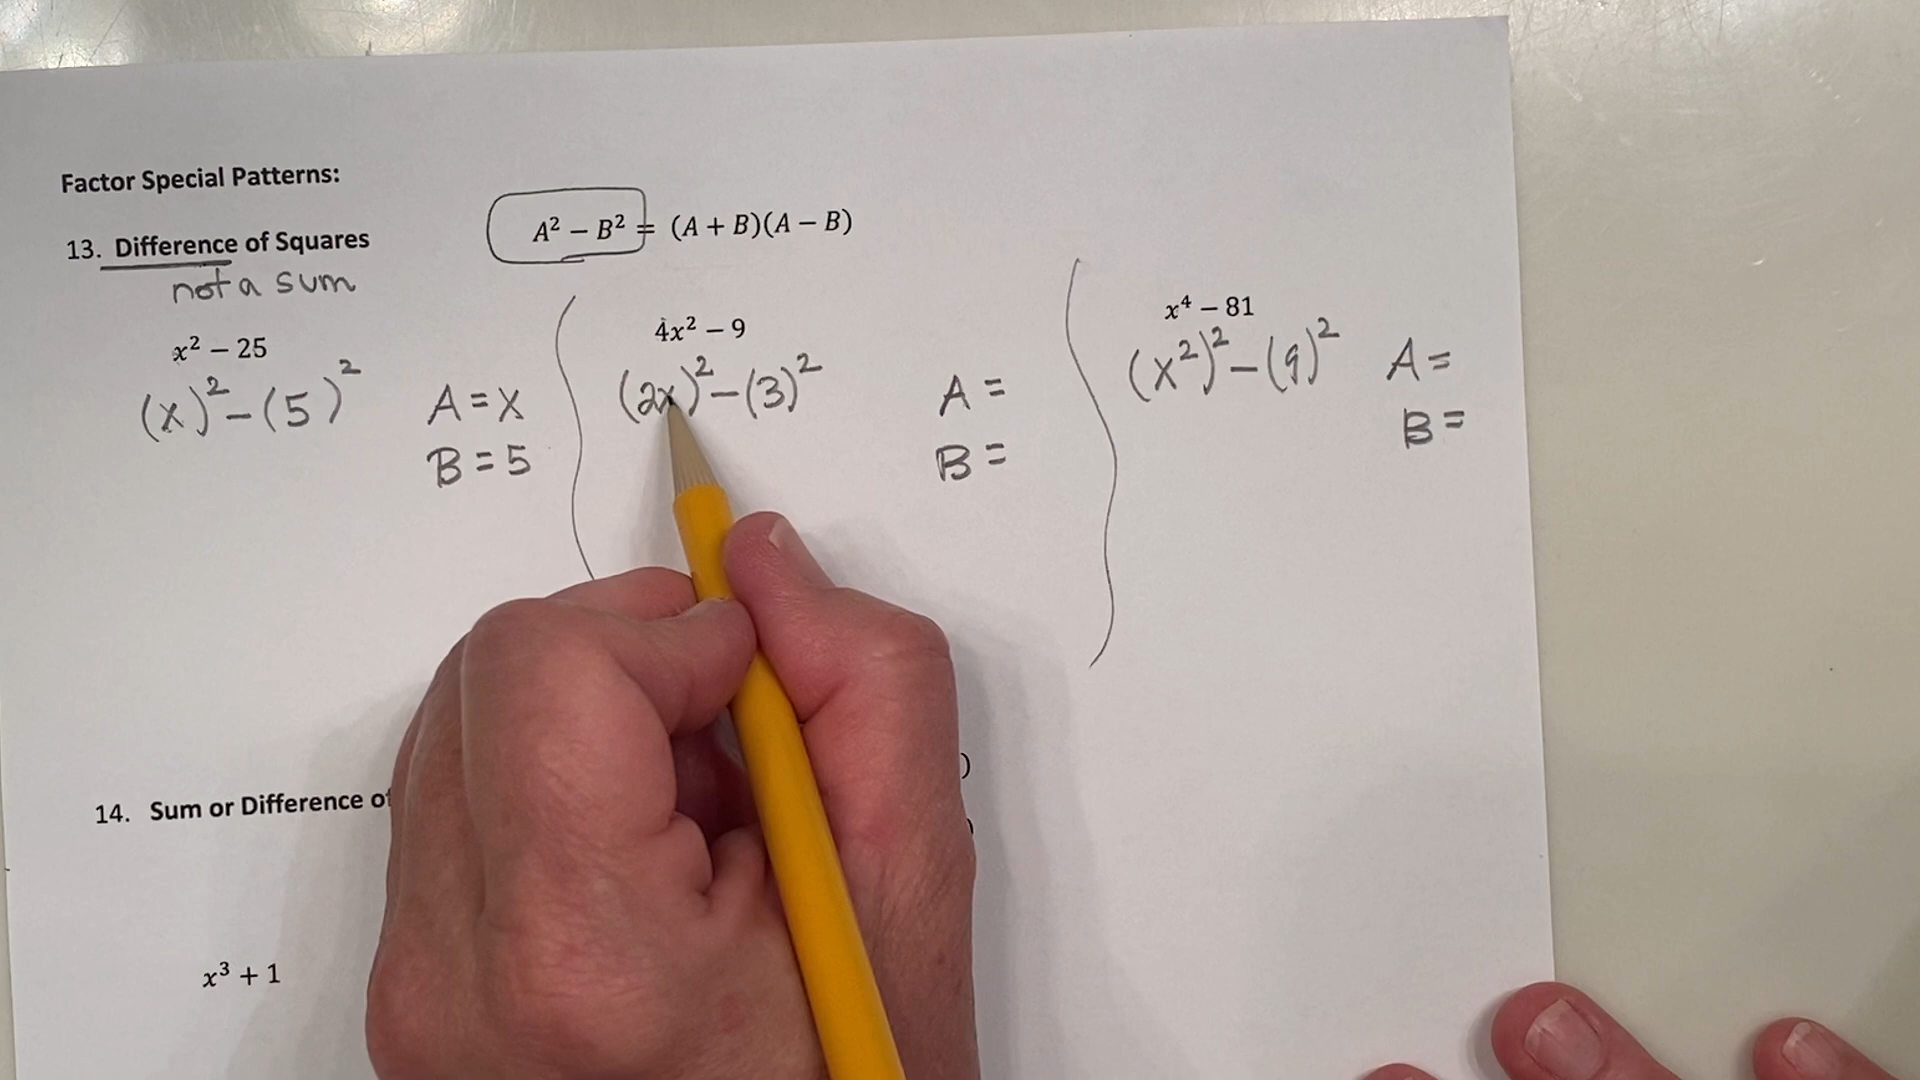 Factor Special Patterns:
13. Difference of Squares
A² − B² = (A + B)(A − B)
not a sum
x² − 25
(x)² − (5)²
A = x
B = 5
4x² − 9
(2x)² − (3)²
A =
B =
x⁴ − 81
(x²)² − (9)²
A =
B =
14. Sum or Difference of
)
)
x³ + 1